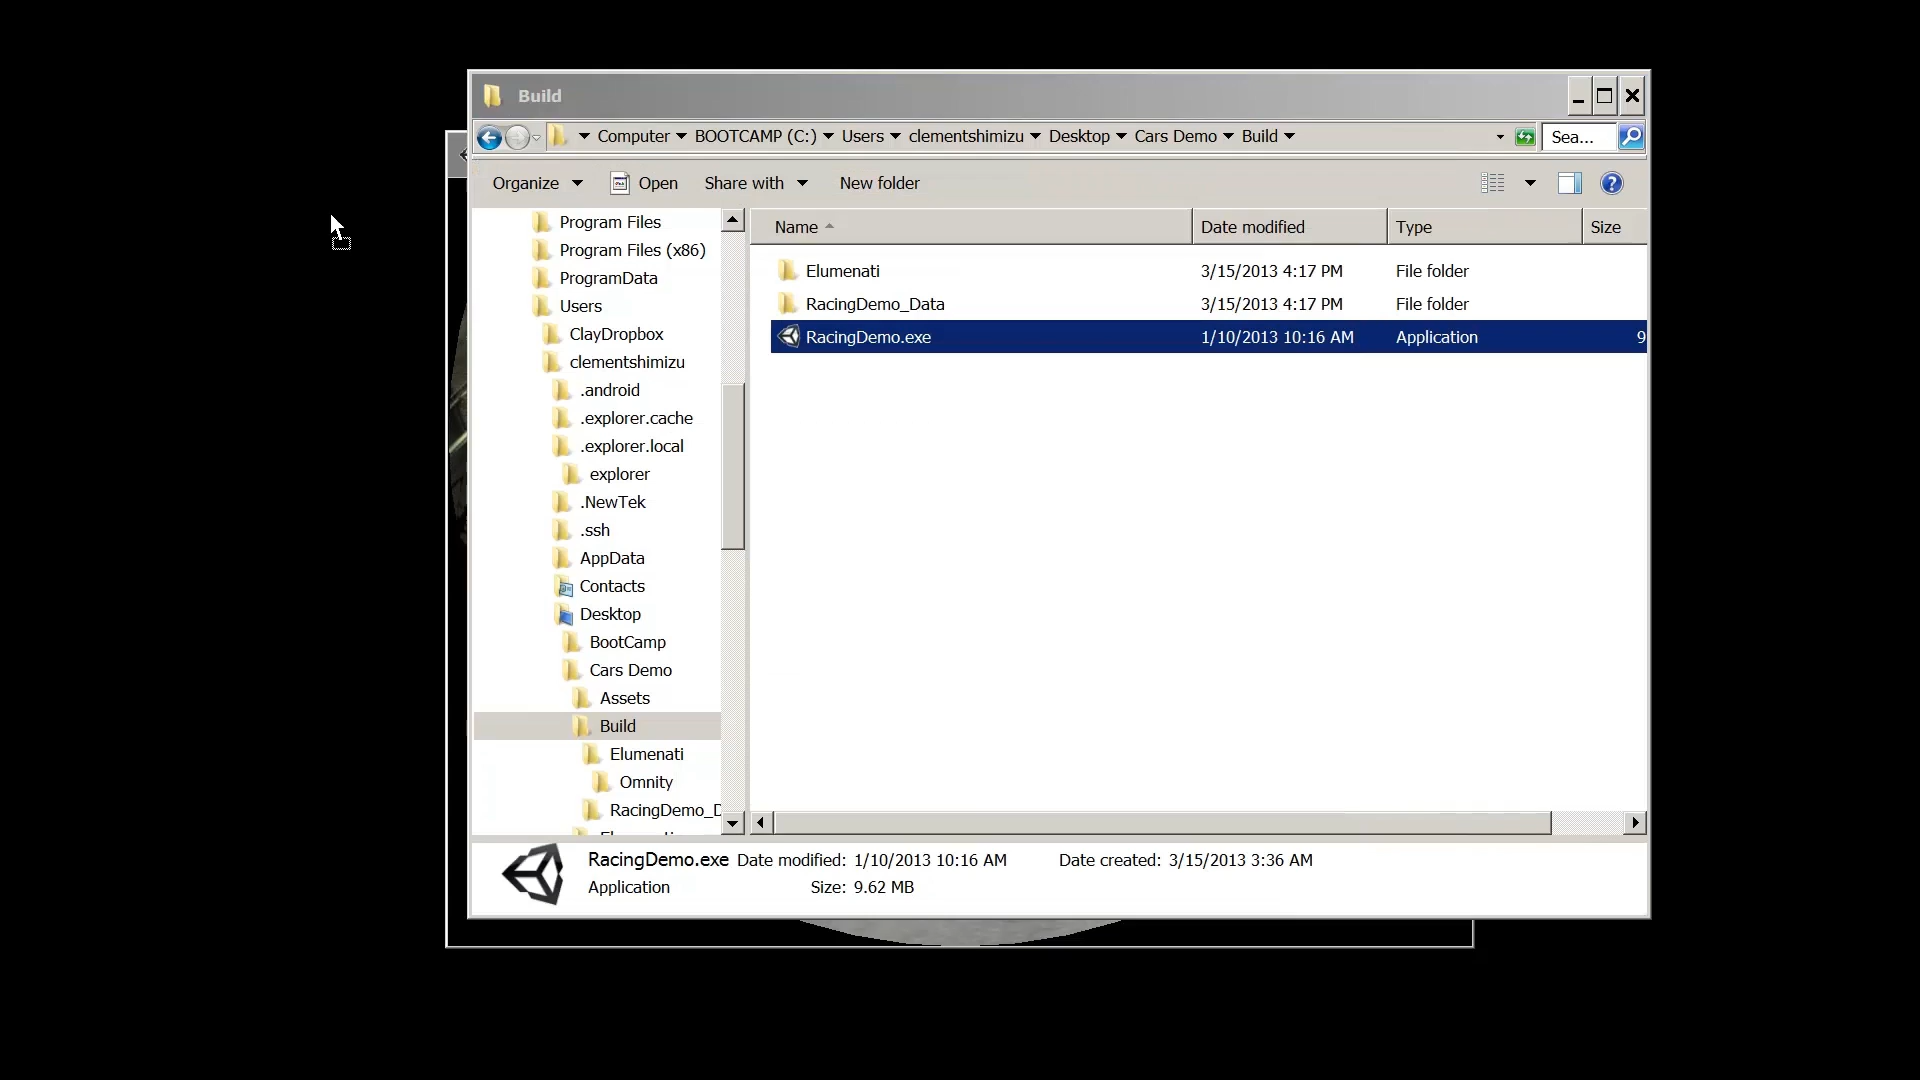 Build
Computer BOOTCAMP (C:) Users clementshimizu Desktop Cars Demo Build Sea...
Organize Open Share with New folder
Program Files
Program Files (x86)
ProgramData
Users
ClayDropbox
clementshimizu
.android
.explorer.cache
.explorer.local
explorer
.NewTek
.ssh
AppData
Contacts
Desktop
BootCamp
Cars Demo
Assets
Build
Elumenati
Omnity
RacingDemo_D
Name Date modified Type Size
Elumenati 3/15/2013 4:17 PM File folder
RacingDemo_Data 3/15/2013 4:17 PM File folder
RacingDemo.exe 1/10/2013 10:16 AM Application 9
RacingDemo.exe Date modified: 1/10/2013 10:16 AM Date created: 3/15/2013 3:36 AM
Application Size: 9.62 MB